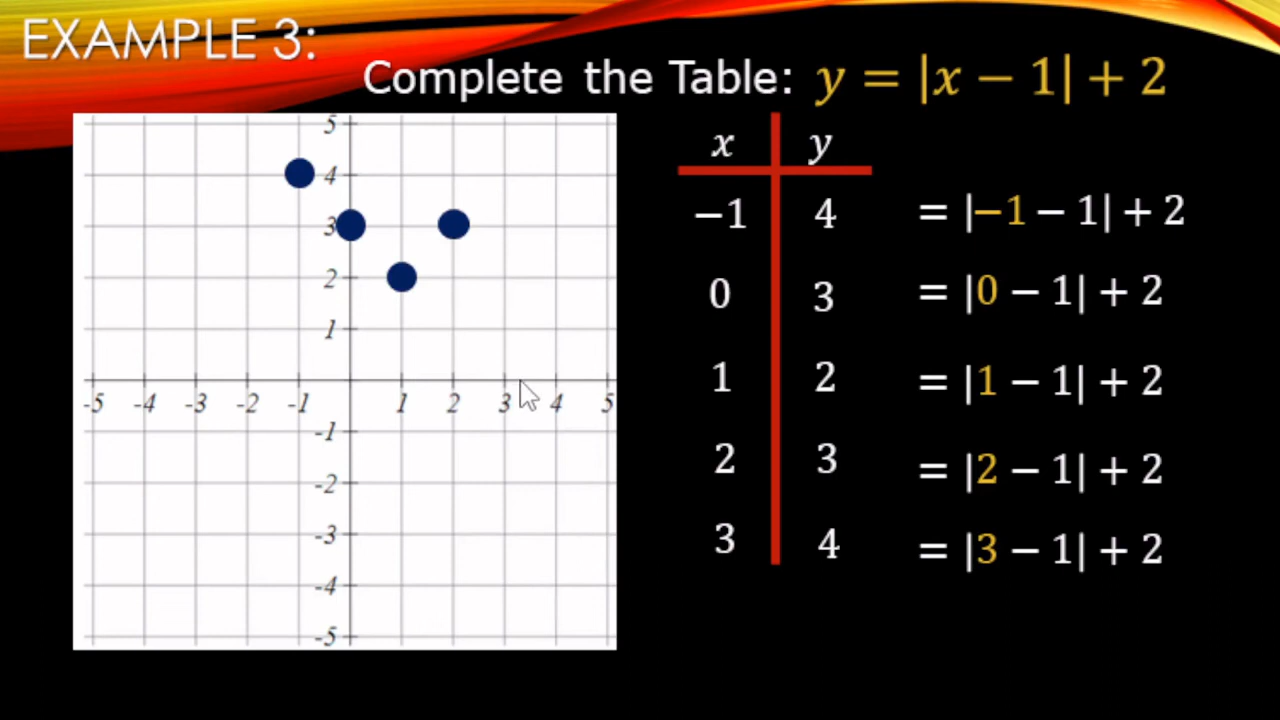 EXAMPLE 3:
Complete the Table: y = |x − 1| + 2
x y
−1 4 = |−1 − 1| + 2
0 3 = |0 − 1| + 2
1 2 = |1 − 1| + 2
2 3 = |2 − 1| + 2
3 4 = |3 − 1| + 2
5
4
3
2
1
-5 -4 -3 -2 -1 1 2 3 4 5
-1
-2
-3
-4
-5